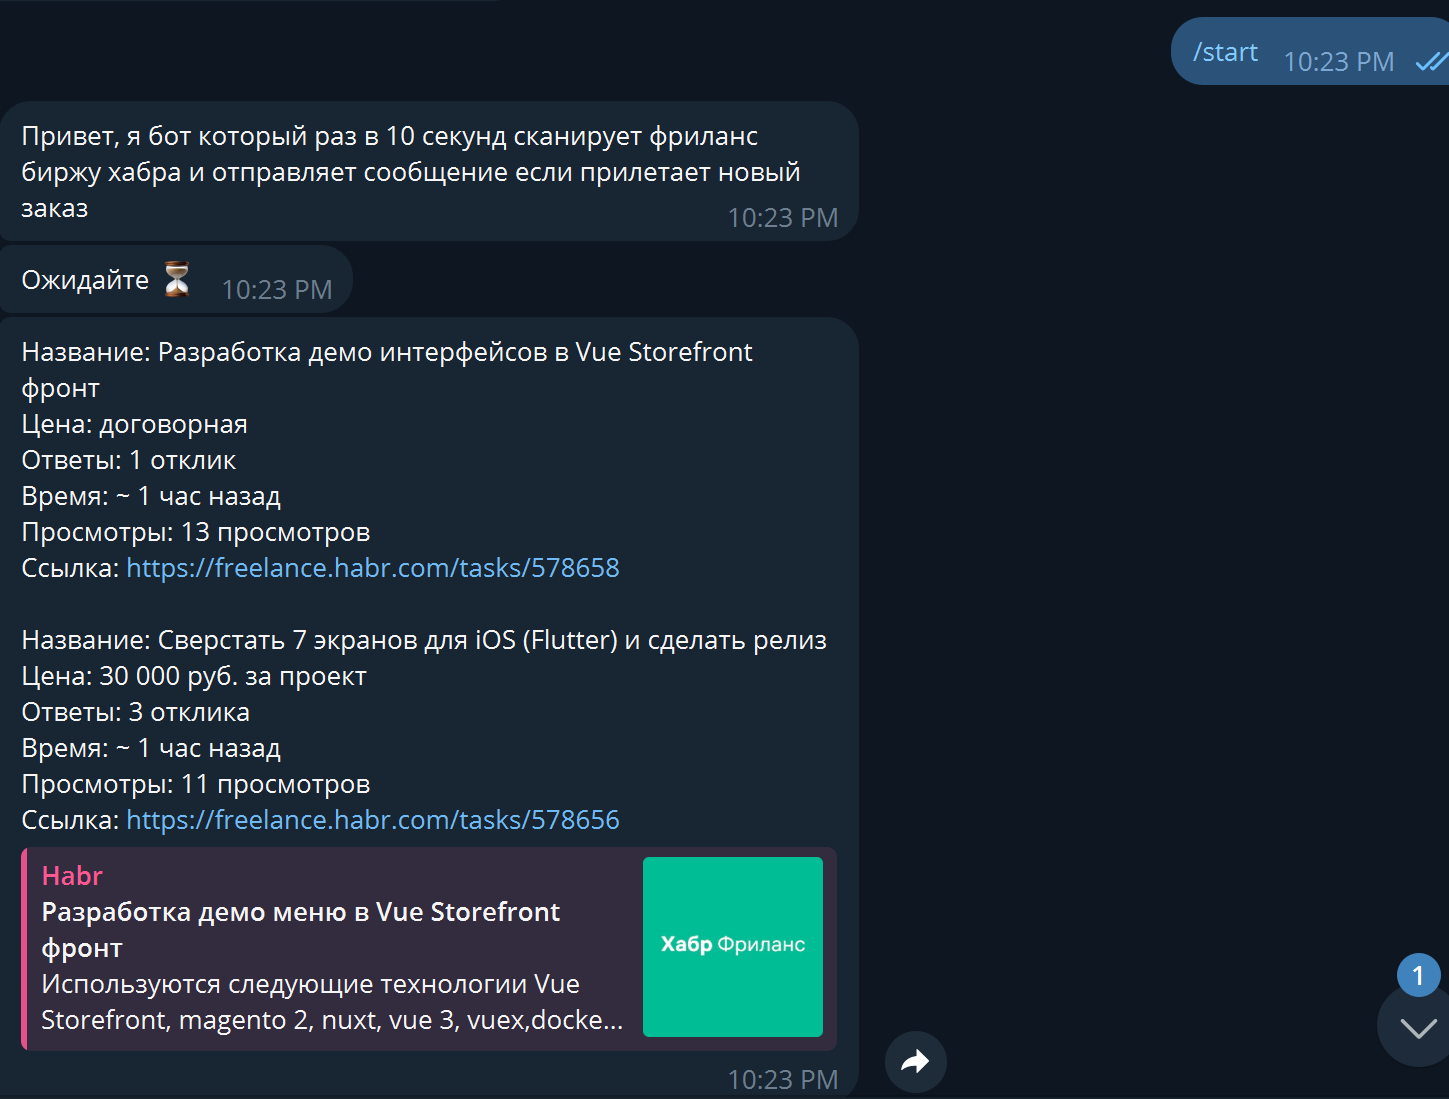 /start 10:23 PM
Привет, я бот который раз в 10 секунд сканирует фриланс
биржу хабра и отправляет сообщение если прилетает новый
заказ
10:23 PM
Ожидайте ⏳ 10:23 PM
Название: Разработка демо интерфейсов в Vue Storefront
фронт
Цена: договорная
Ответы: 1 отклик
Время: ~ 1 час назад
Просмотры: 13 просмотров
Ссылка: https://freelance.habr.com/tasks/578658
Название: Сверстать 7 экранов для iOS (Flutter) и сделать релиз
Цена: 30 000 руб. за проект
Ответы: 3 отклика
Время: ~ 1 час назад
Просмотры: 11 просмотров
Ссылка: https://freelance.habr.com/tasks/578656
Habr
Разработка демо меню в Vue Storefront
фронт
Используются следующие технологии Vue
Storefront, magento 2, nuxt, vue 3, vuex,docke...
Хабр Фриланс
10:23 PM
1